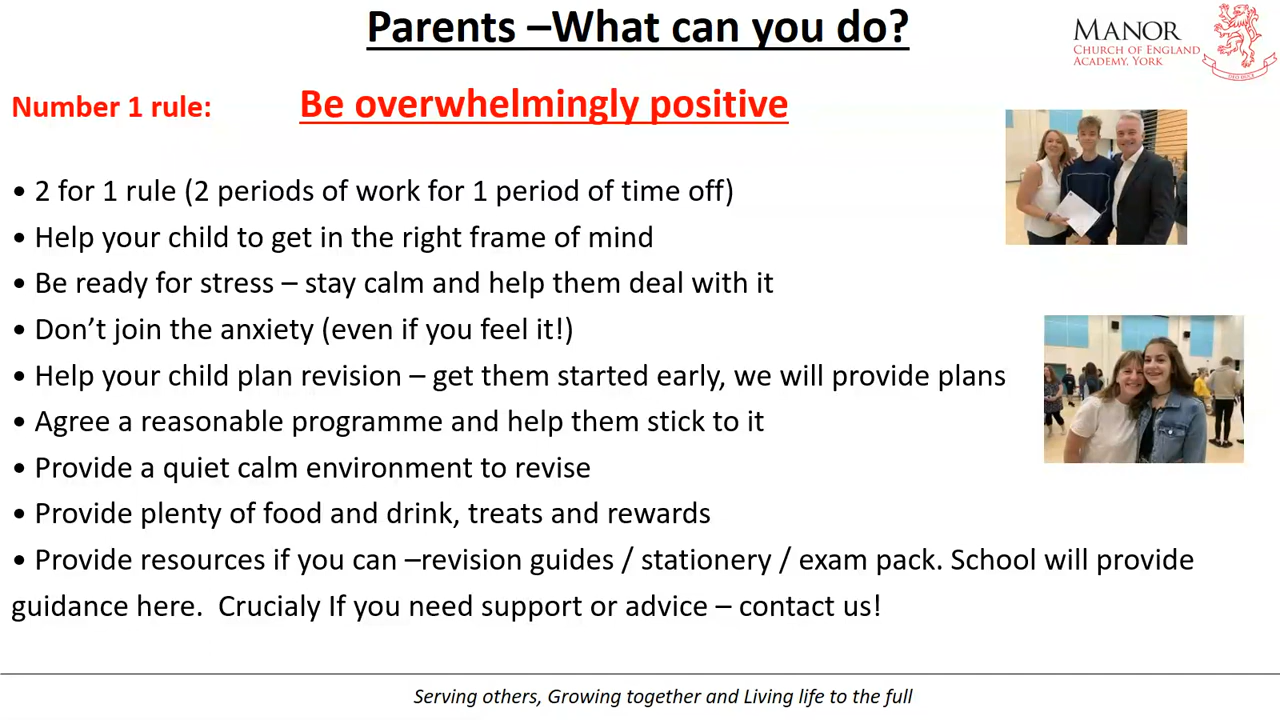 Parents –What can you do?
MANOR
CHURCH OF ENGLAND
ACADEMY, YORK
Number 1 rule: Be overwhelmingly positive
• 2 for 1 rule (2 periods of work for 1 period of time off)
• Help your child to get in the right frame of mind
• Be ready for stress – stay calm and help them deal with it
• Don’t join the anxiety (even if you feel it!)
• Help your child plan revision – get them started early, we will provide plans
• Agree a reasonable programme and help them stick to it
• Provide a quiet calm environment to revise
• Provide plenty of food and drink, treats and rewards
• Provide resources if you can –revision guides / stationery / exam pack. School will provide
guidance here. Crucialy If you need support or advice – contact us!
Serving others, Growing together and Living life to the full